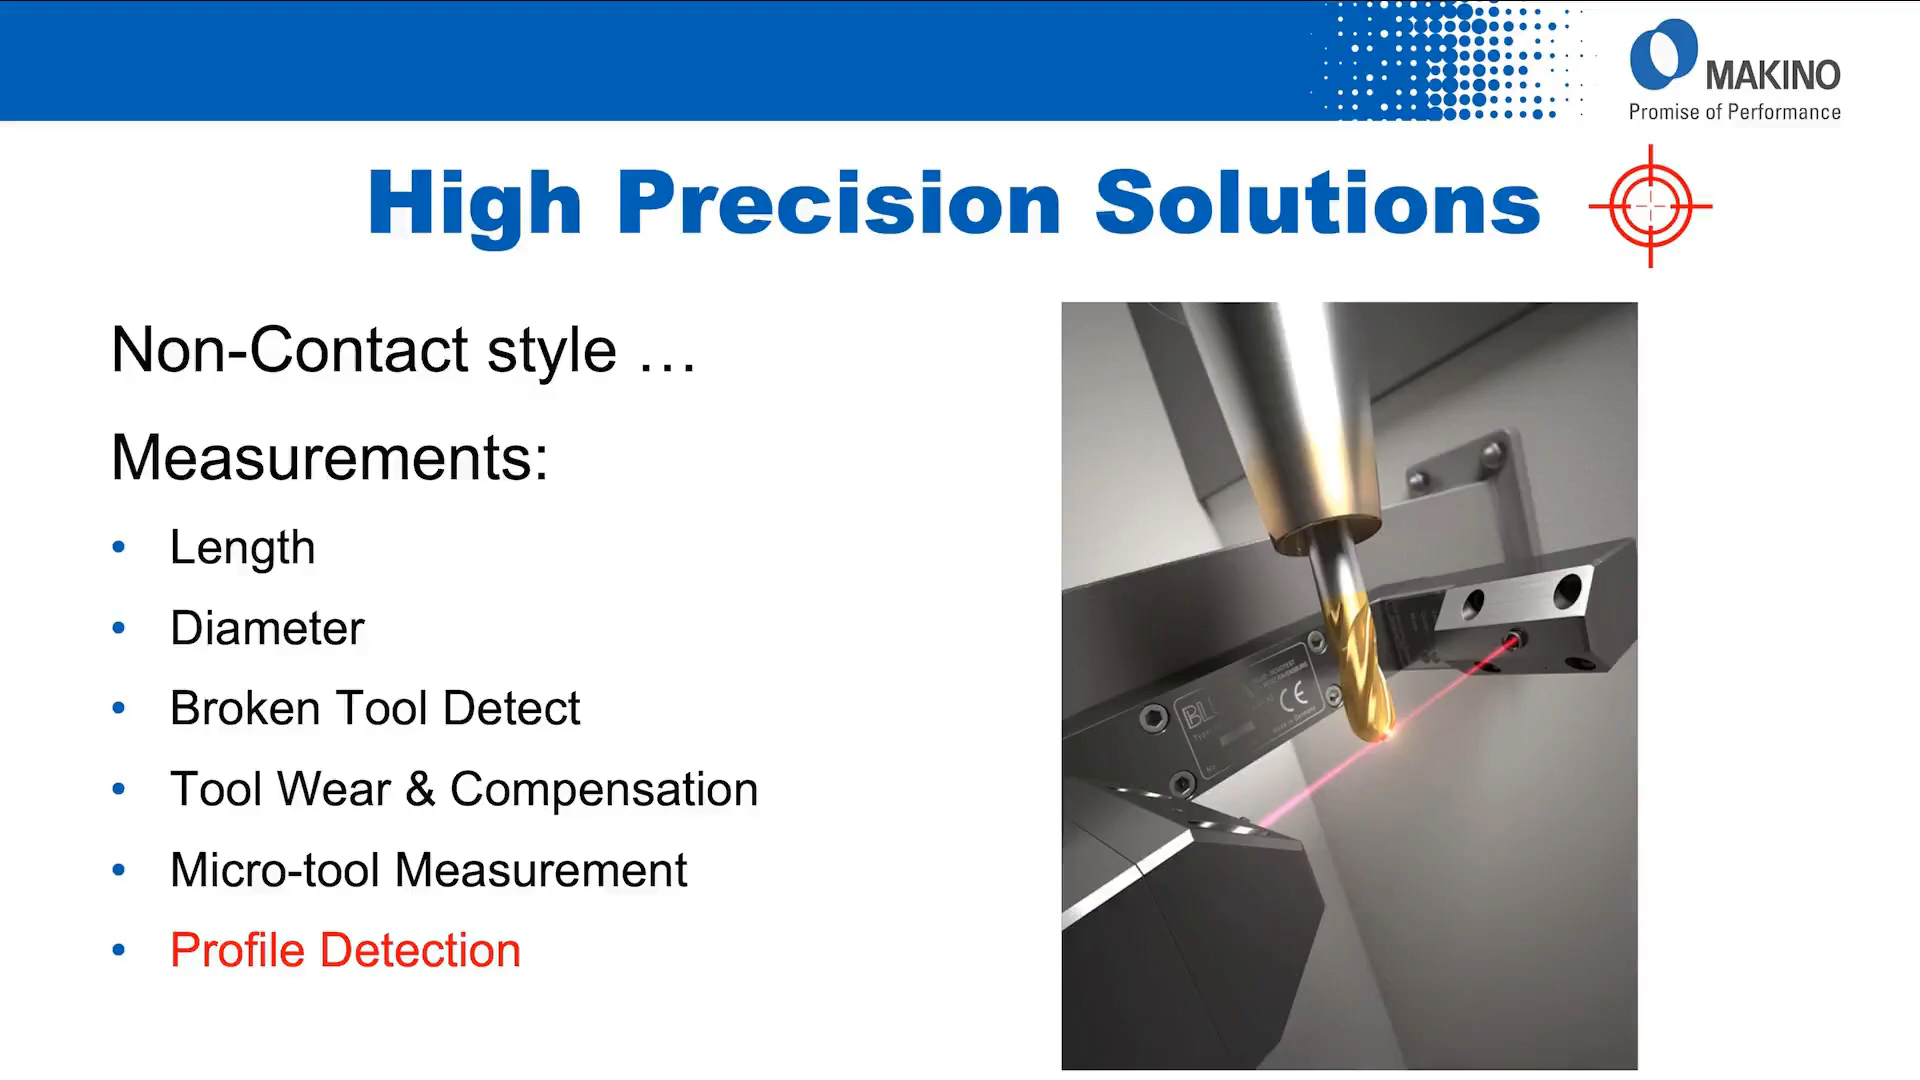 MAKINO
Promise of Performance
High Precision Solutions
Non-Contact style …
Measurements:
• Length
• Diameter
• Broken Tool Detect
• Tool Wear & Compensation
• Micro-tool Measurement
• Profile Detection
CE